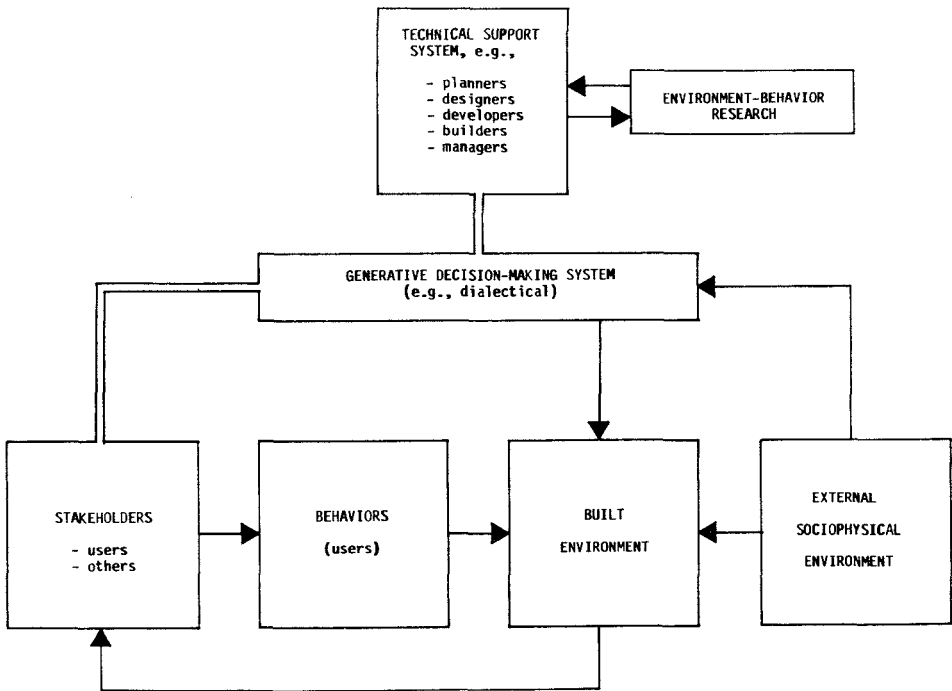 TECHNICAL SUPPORT
SYSTEM, e.g.,
- planners
- designers
- developers
- builders
- managers
ENVIRONMENT-BEHAVIOR
RESEARCH
GENERATIVE DECISION-MAKING SYSTEM
(e.g., dialectical)
STAKEHOLDERS
- users
- others
BEHAVIORS
(users)
BUILT
ENVIRONMENT
EXTERNAL
SOCIOPHYSICAL
ENVIRONMENT